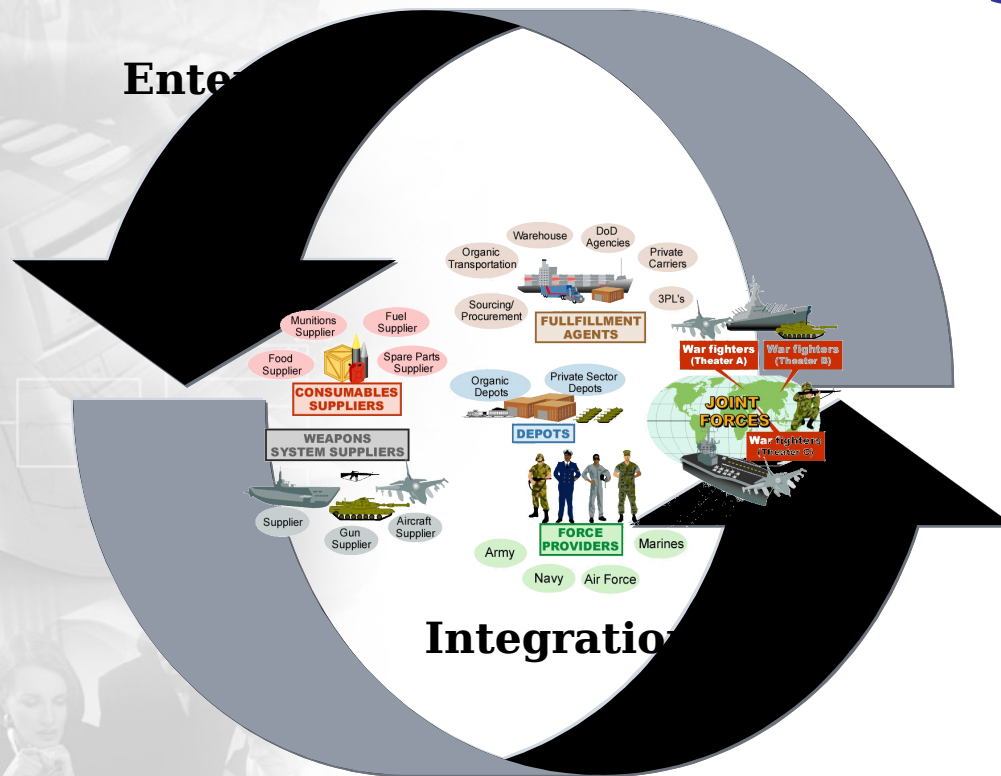 Ente
Warehouse
DoD
Agencies
Organic
Transportation
Private
Carriers
Sourcing/
Procurement
3PL's
FULLFILLMENT
AGENTS
Munitions
Supplier
Fuel
Supplier
Food
Supplier
Spare Parts
Supplier
CONSUMABLES
SUPPLIERS
War fighters
(Theater A)
War fighters
(Theater B)
Organic
Depots
Private Sector
Depots
DEPOTS
JOINT
FORCES
War fighters
(Theater C)
WEAPONS
SYSTEM SUPPLIERS
Supplier
Gun
Supplier
Aircraft
Supplier
FORCE
PROVIDERS
Army
Navy
Air Force
Marines
Integratio